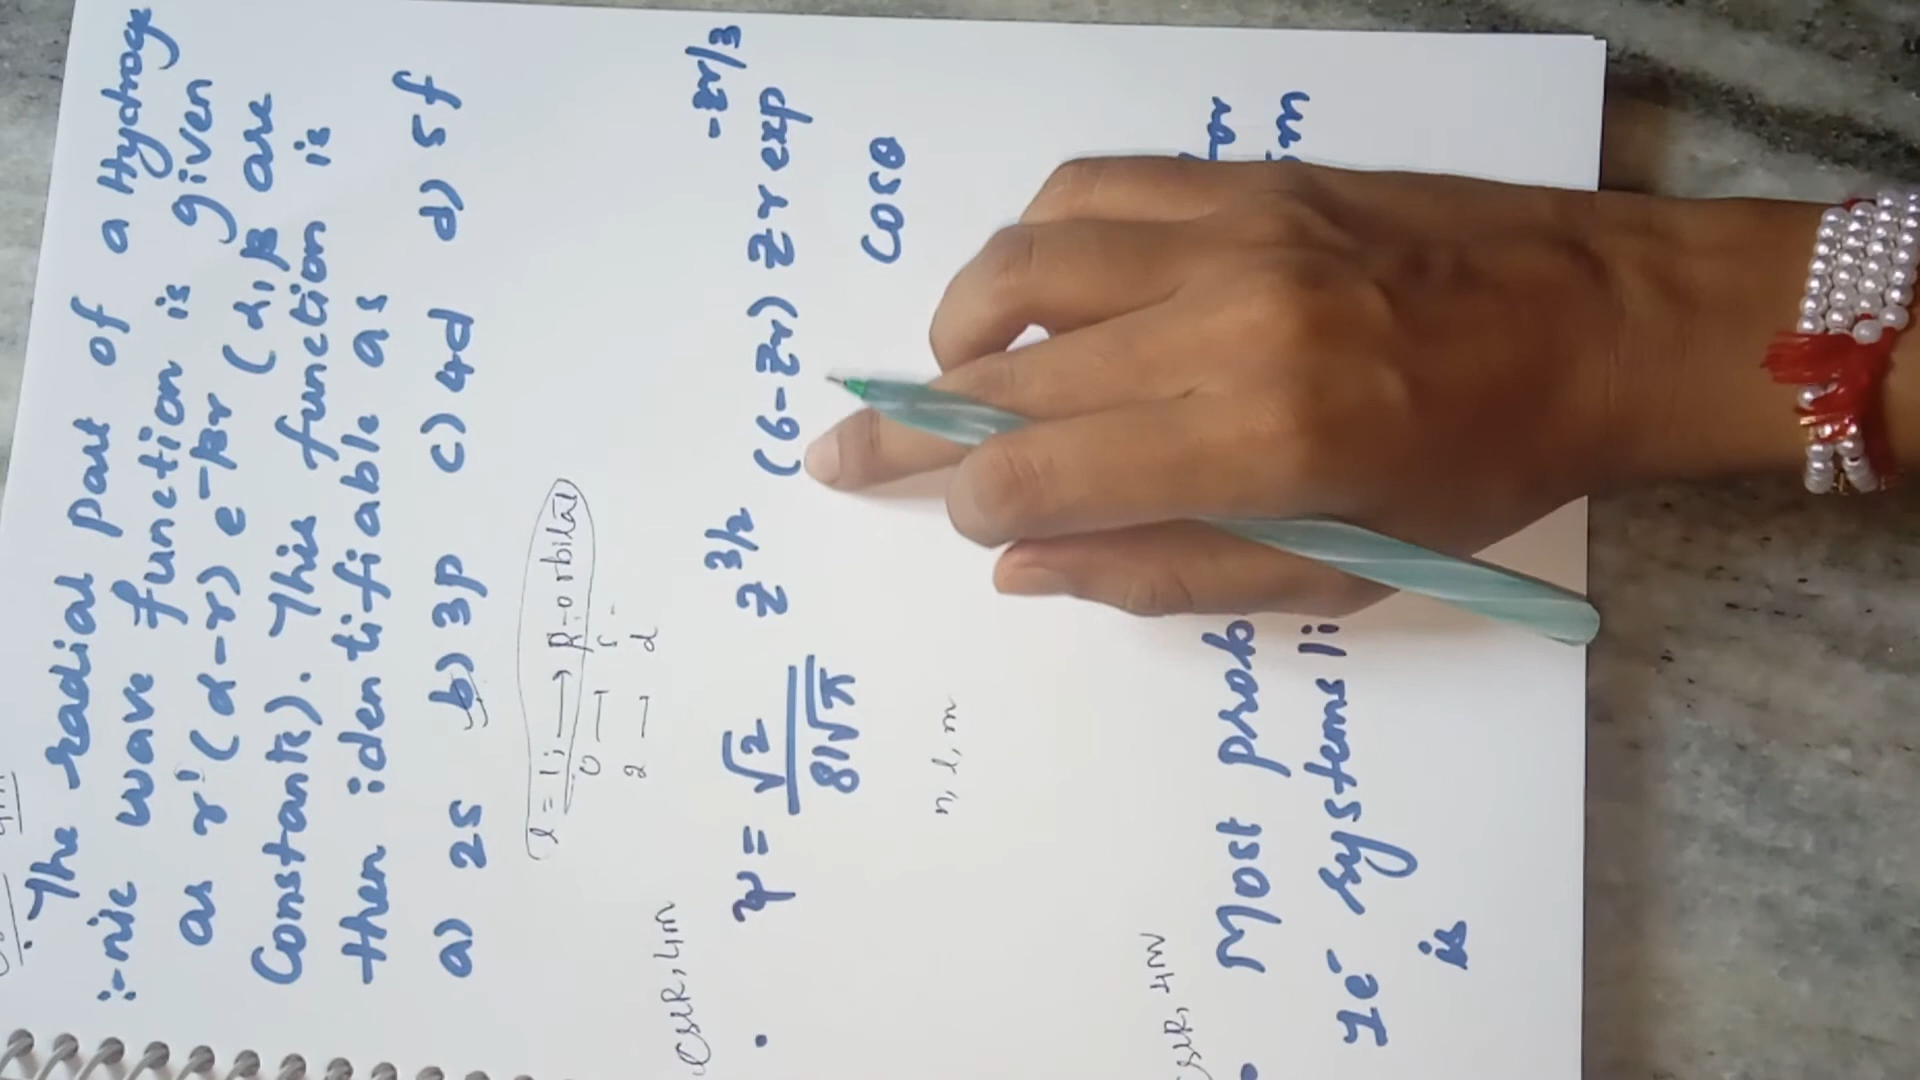 The radial part of a Hydroge
:-nic wave function is given
as r¹(α-r) e^-βr (α,β are
Constants). This function is
then identifiable as
a) 2s b) 3p c) 4d d) 5f
l = 1; → p-orbital
0 →
2 — d
CSIR, 4m
• ψ = √2/81√π z^3/2 (6-zr) zr exp^-zr/3
Cosθ
n, l, m
CSIR, 4m
• Most prob
1e⁻ systems li
is